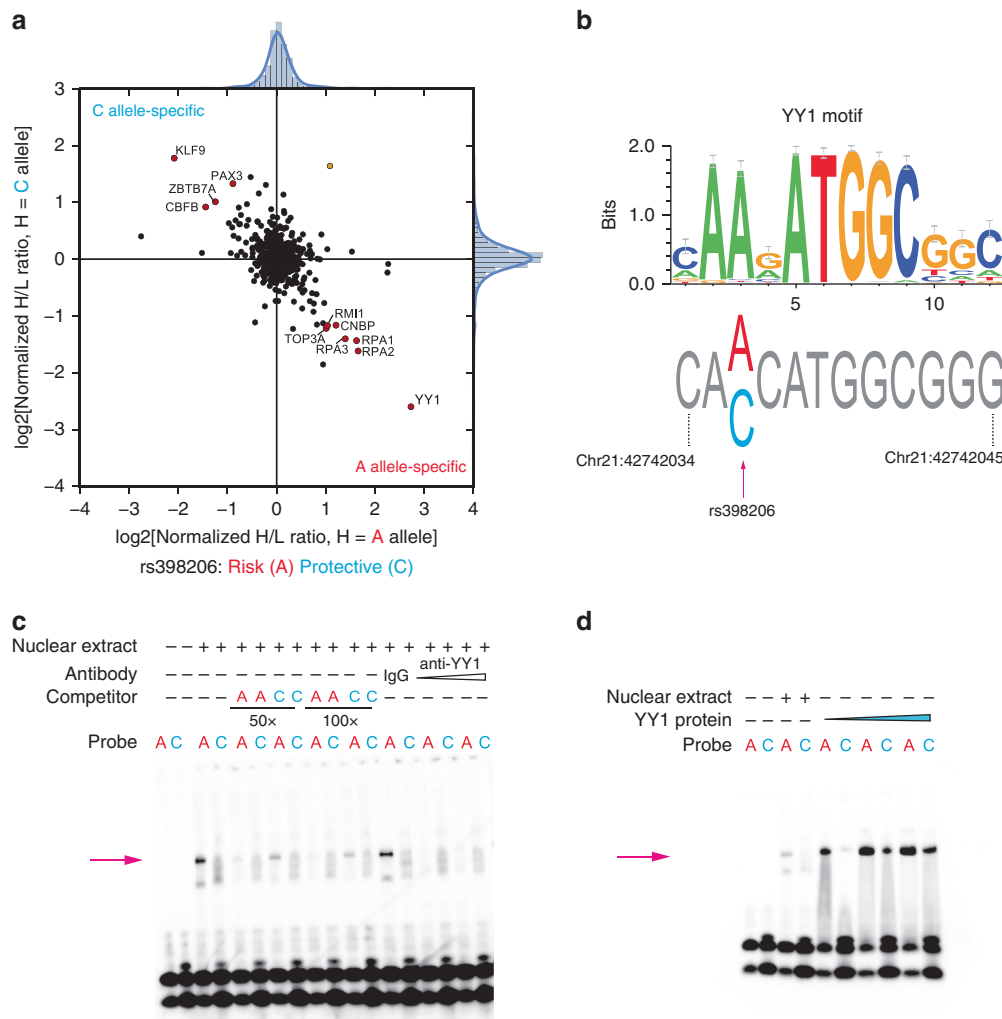 a
3
2
1
0
−1
−2
−3
−4
−4 −3 −2 −1 0 1 2 3 4
log2[Normalized H/L ratio, H = C allele]
log2[Normalized H/L ratio, H = A allele]
C allele-specific
KLF9
PAX3
ZBTB7A
CBFB
RMI1
CNBP
TOP3A
RPA3
RPA1
RPA2
YY1
A allele-specific
rs398206: Risk (A) Protective (C)
b
YY1 motif
2.0
1.0
0.0
Bits
CAAGATGGCGGC
5 10
A
CA CATGGCGGG
C
Chr21:42742034
Chr21:42742045
rs398206
c
Nuclear extract − − + + + + + + + + + + + + + + + +
anti-YY1
Antibody − − − − − − − − − − − − IgG
Competitor − − − − A A C C A A C C − − − − − −
50× 100×
Probe A C A C A C A C A C A C A C A C A C
d
Nuclear extract − − + + − − − − − −
YY1 protein − − − −
Probe A C A C A C A C A C